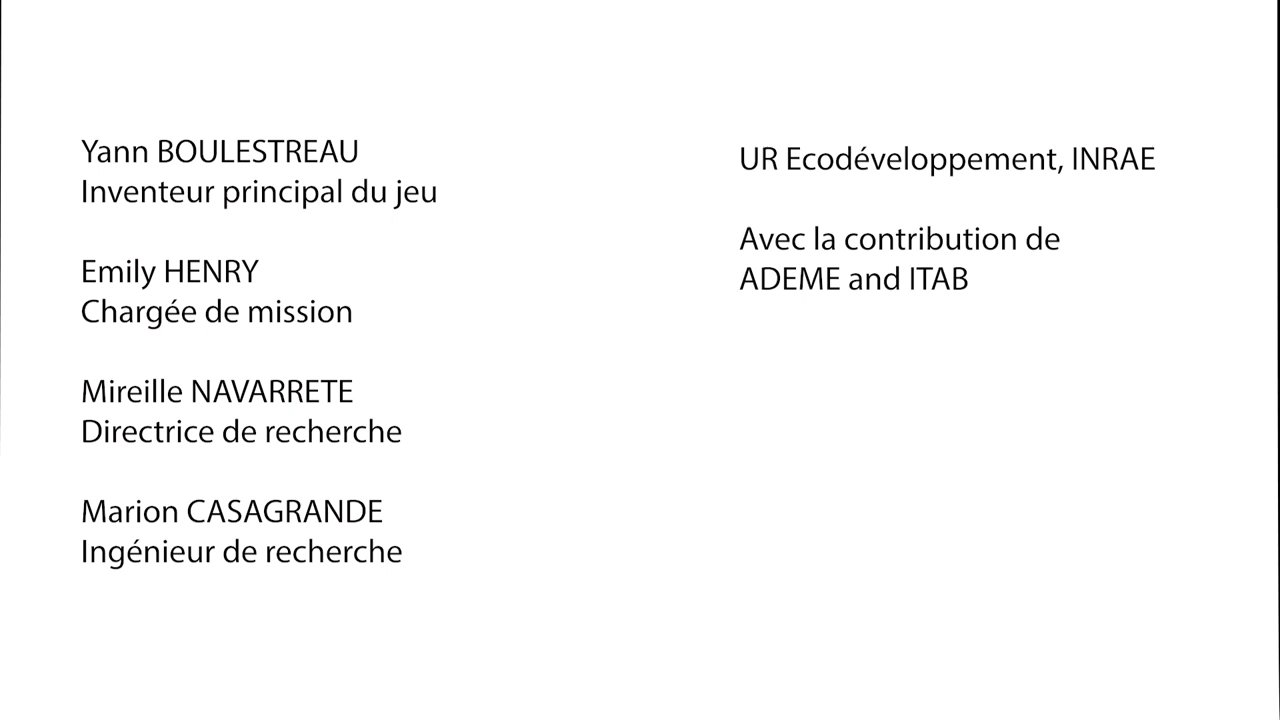 Yann BOULESTREAU
Inventeur principal du jeu
Emily HENRY
Chargée de mission
Mireille NAVARRETE
Directrice de recherche
Marion CASAGRANDE
Ingénieur de recherche
UR Ecodéveloppement, INRAE
Avec la contribution de
ADEME and ITAB